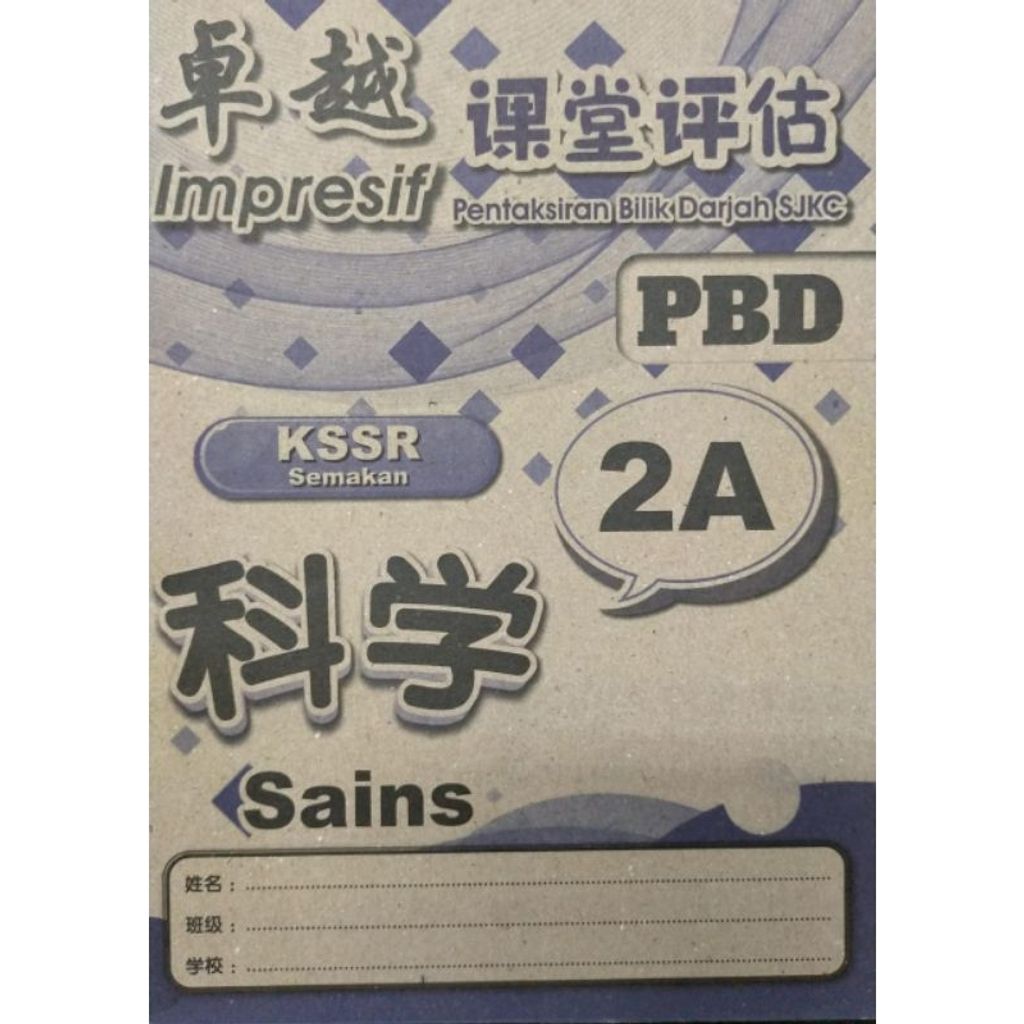 卓越
课堂评估
Impresif
Pentaksiran Bilik Darjah SJKC
PBD
KSSR
Semakan
2A
科学
Sains
姓名：
班级：
学校：